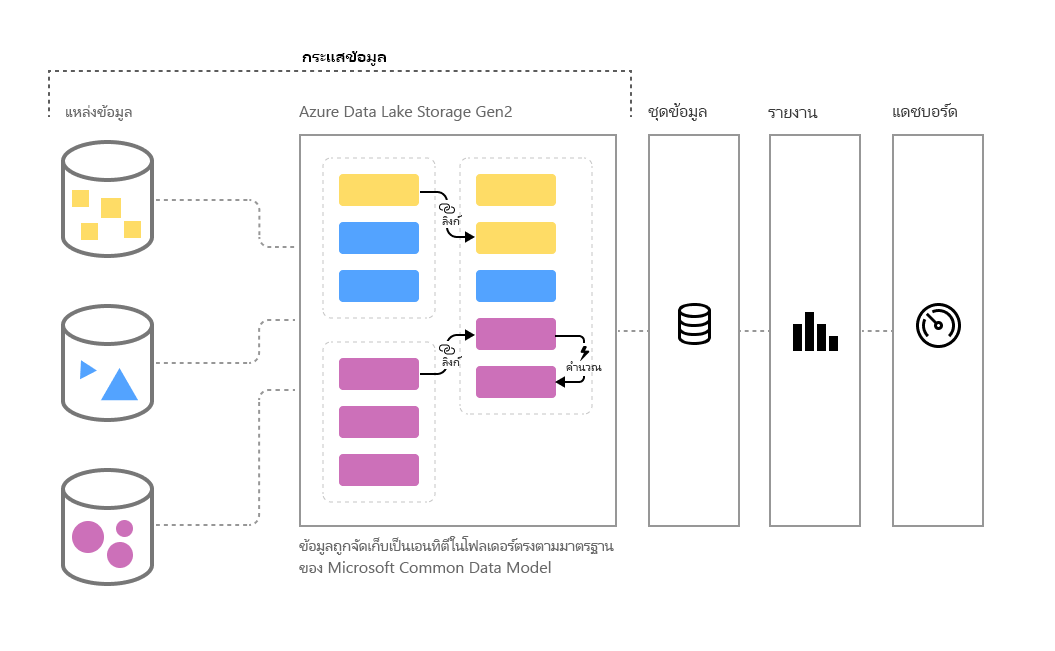 กระแสข้อมูล
แหล่งข้อมูล
Azure Data Lake Storage Gen2
ชุดข้อมูล
รายงาน
แดชบอร์ด
ลิงก์
ลิงก์
คำนวณ
ข้อมูลถูกจัดเก็บเป็นเอนทิตีในโฟลเดอร์ตรงตามมาตรฐาน
ของ Microsoft Common Data Model